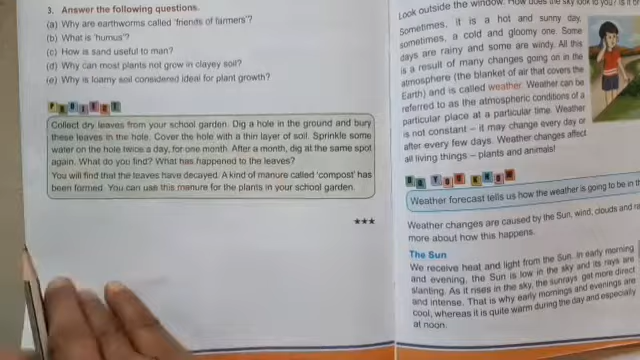 3. Answer the following questions.
(a) Why are earthworms called 'friends of farmers'?
(b) What is 'humus'?
(c) How is sand useful to man?
(d) Why can most plants not grow in clayey soil?
(e) Why is loamy soil considered ideal for plant growth?
PROJECT
Collect dry leaves from your school garden. Dig a hole in the ground and bury
these leaves in the hole. Cover the hole with a thin layer of soil. Sprinkle some
water on the hole twice a day, for one month. After a month, dig at the same spot
again. What do you find? What has happened to the leaves?
You will find that the leaves have decayed. A kind of manure called 'compost' has
been formed. You can use this manure for the plants in your school garden.
★★★
Look outside the window. How does the sky look to you? Is it
Sometimes, it is a hot and sunny day,
sometimes, a cold and gloomy one. Some
days are rainy and some are windy. All this
is a result of many changes going on in the
atmosphere (the blanket of air that covers the
Earth) and is called weather. Weather can be
referred to as the atmospheric conditions of a
particular place at a particular time. Weather
is not constant – it may change every day or
after every few days. Weather changes affect
all living things – plants and animals!
DO YOU KNOW
Weather forecast tells us how the weather is going to be in
Weather changes are caused by the Sun, wind, clouds and
more about how this happens.
The Sun
We receive heat and light from the Sun. In early morning
and evening, the Sun is low in the sky and its rays are
slanting. As it rises in the sky, the sunrays get more direct
and intense. That is why early mornings and evenings are
cool, whereas it is quite warm during the day and especially
at noon.